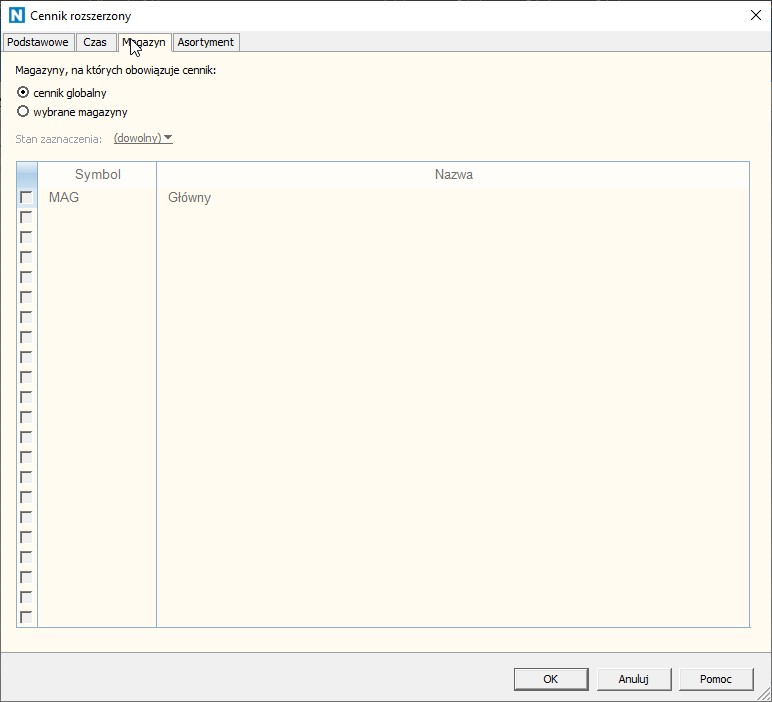 Cennik rozszerzony
Podstawowe Czas Magazyn Asortyment
Magazyny, na których obowiązuje cennik:
cennik globalny
wybrane magazyny
Stan zaznaczenia: (dowolny)
Symbol Nazwa
MAG Główny
OK Anuluj Pomoc